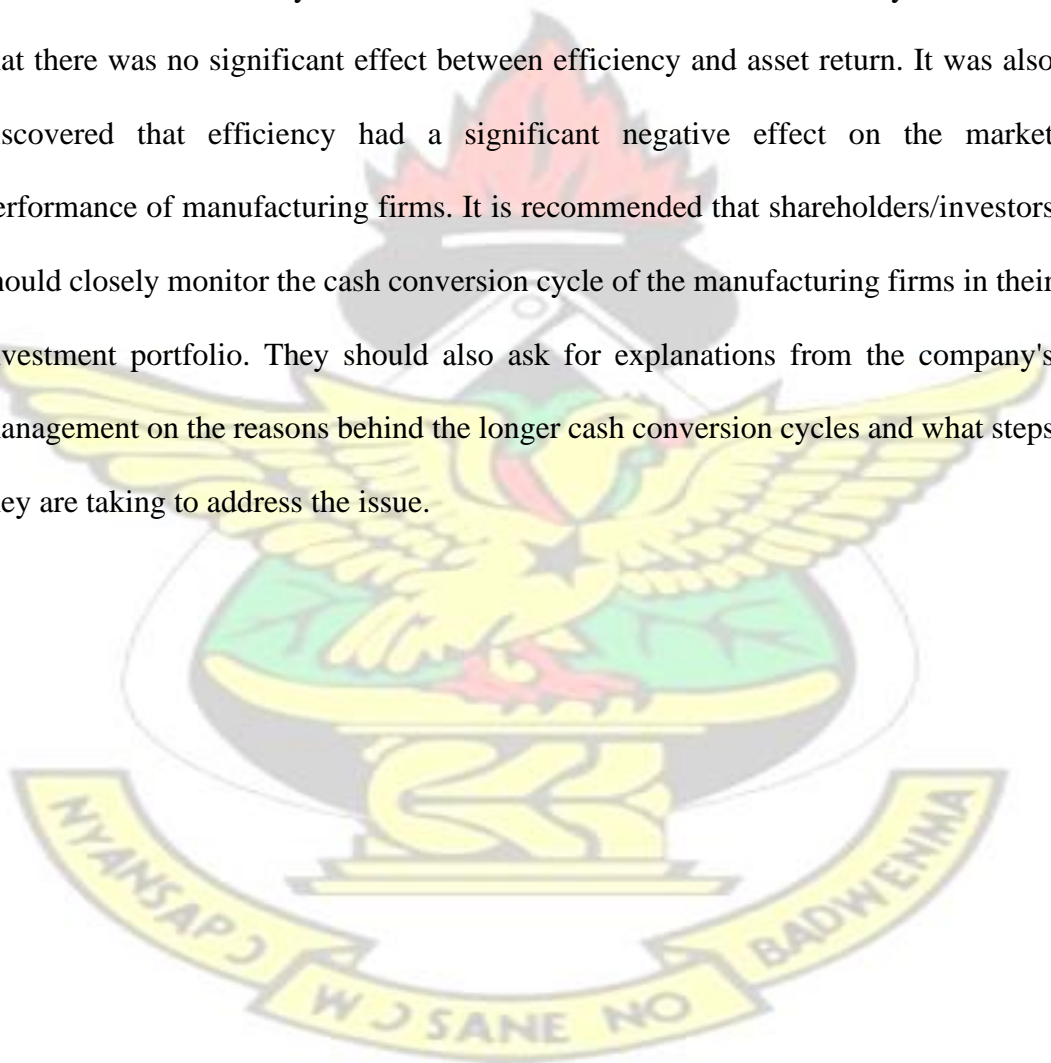 at there was no significant effect between efficiency and asset return. It was also
scovered that efficiency had a significant negative effect on the market
erformance of manufacturing firms. It is recommended that shareholders/investors
hould closely monitor the cash conversion cycle of the manufacturing firms in their
nvestment portfolio. They should also ask for explanations from the company's
anagement on the reasons behind the longer cash conversion cycles and what steps
ey are taking to address the issue.
NYANSAPƆ
WƆSANE NO
BADWENMA